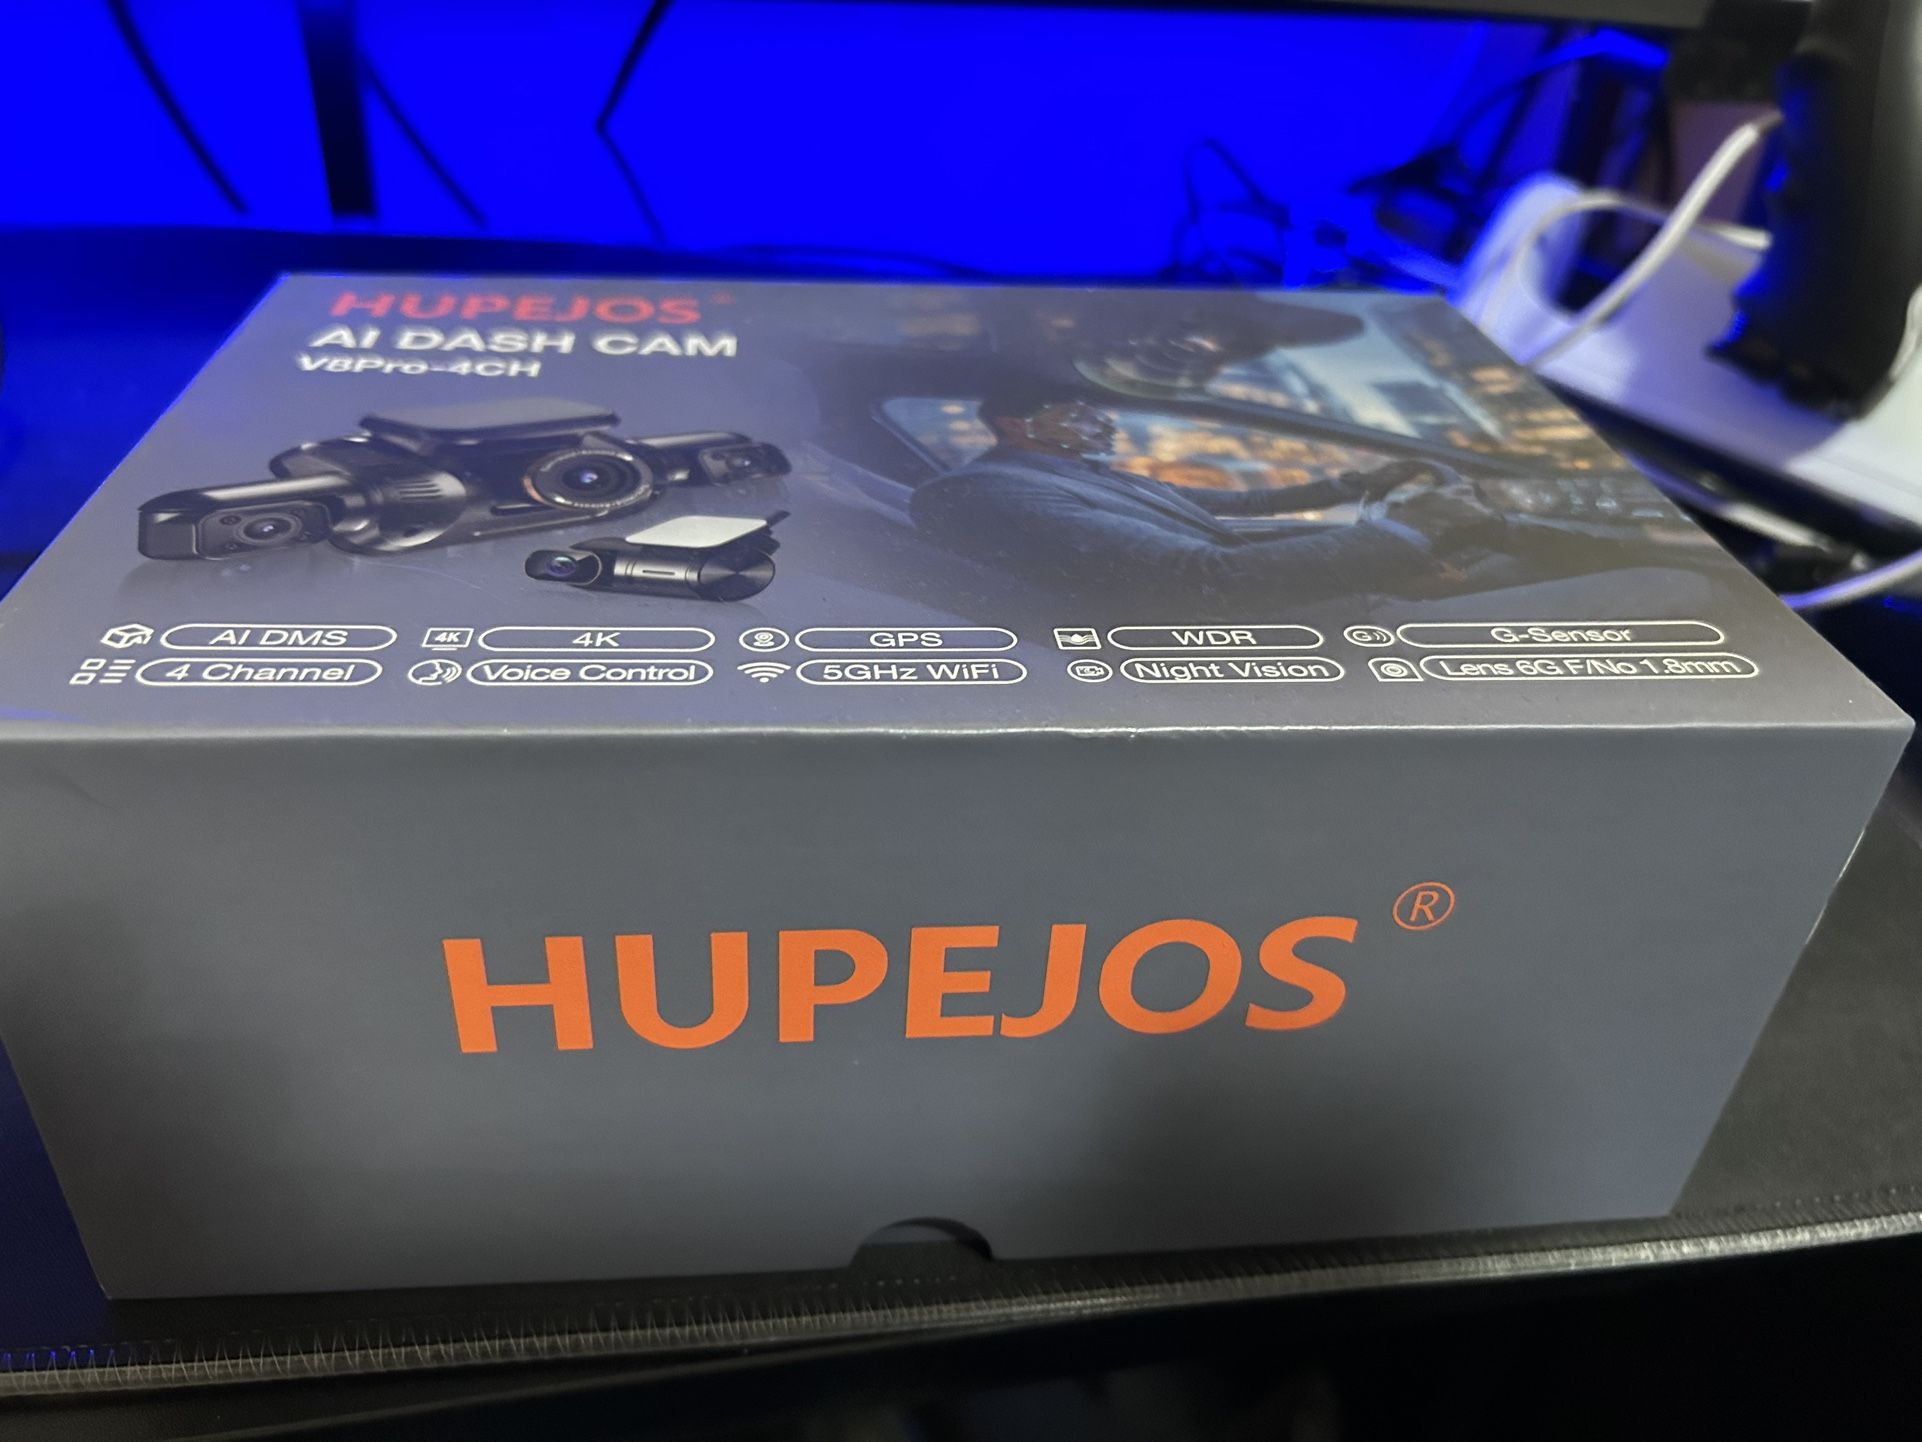 HUPEJOS®
AI DASH CAM
V8Pro-4CH
AI DMS 4K 4K GPS WDR G G-Sensor
4 Channel Voice Control 5GHz WiFi Night Vision Lens 6G F/No 1.8mm
HUPEJOS®